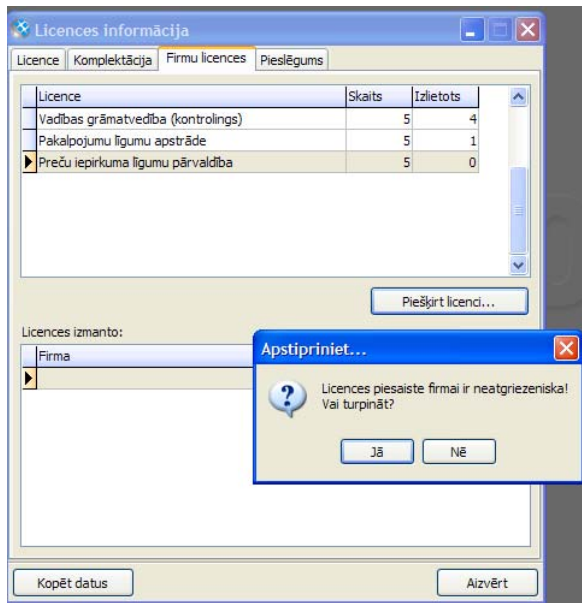 Licences informācija
Licence Komplektācija Firmu licences Pieslēgums
Licence Skaits Izlietots
Vadības grāmatvedība (kontrolings) 5 4
Pakalpojumu līgumu apstrāde 5 1
Preču iepirkuma līgumu pārvaldība 5 0
Piešķirt licenci...
Licences izmanto:
Firma
Apstipriniet...
Licences piesaiste firmai ir neatgriezeniska!
Vai turpināt?
Jā Nē
Kopēt datus Aizvērt